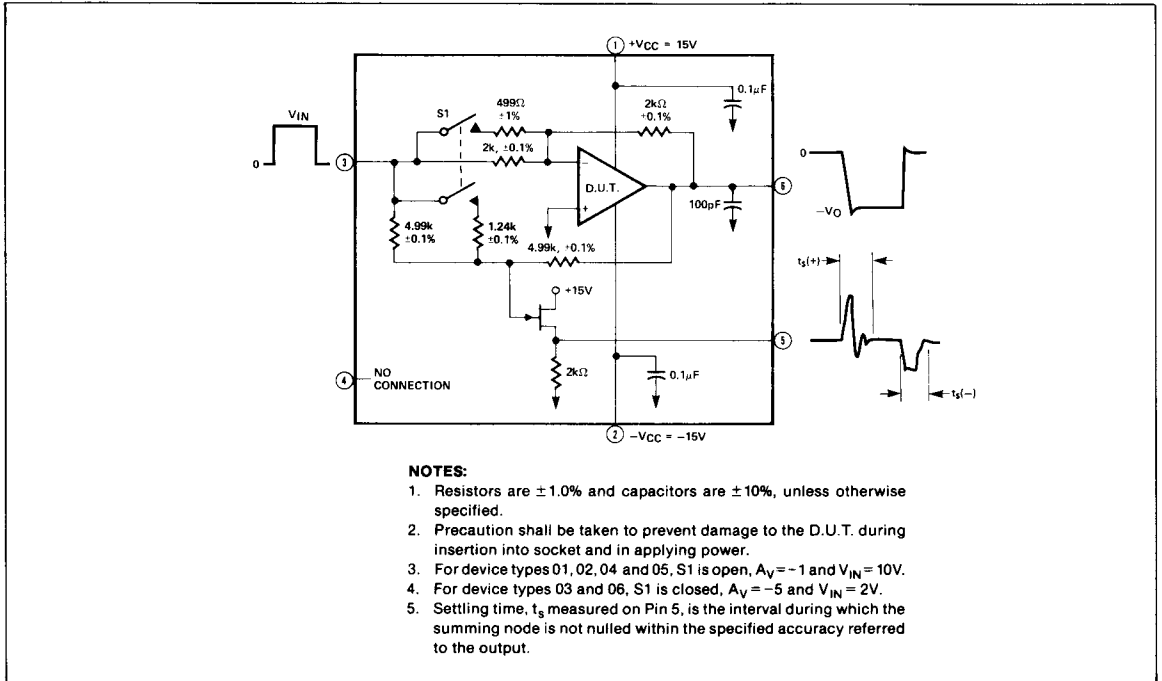 1 +VCC = 15V
0.1μF
S1
499Ω
±1%
2kΩ
±0.1%
VIN
0
3
2k, ±0.1%
−
D.U.T.
+
6
0
−VO
100pF
4.99k
±0.1%
1.24k
±0.1%
4.99k, ±0.1%
ts(+)
+15V
5
2kΩ
0.1μF
4 NO
CONNECTION
ts(−)
2 −VCC = −15V
NOTES:
1. Resistors are ±1.0% and capacitors are ±10%, unless otherwise
specified.
2. Precaution shall be taken to prevent damage to the D.U.T. during
insertion into socket and in applying power.
3. For device types 01, 02, 04 and 05, S1 is open, AV = −1 and VIN = 10V.
4. For device types 03 and 06, S1 is closed, AV = −5 and VIN = 2V.
5. Settling time, ts measured on Pin 5, is the interval during which the
summing node is not nulled within the specified accuracy referred
to the output.